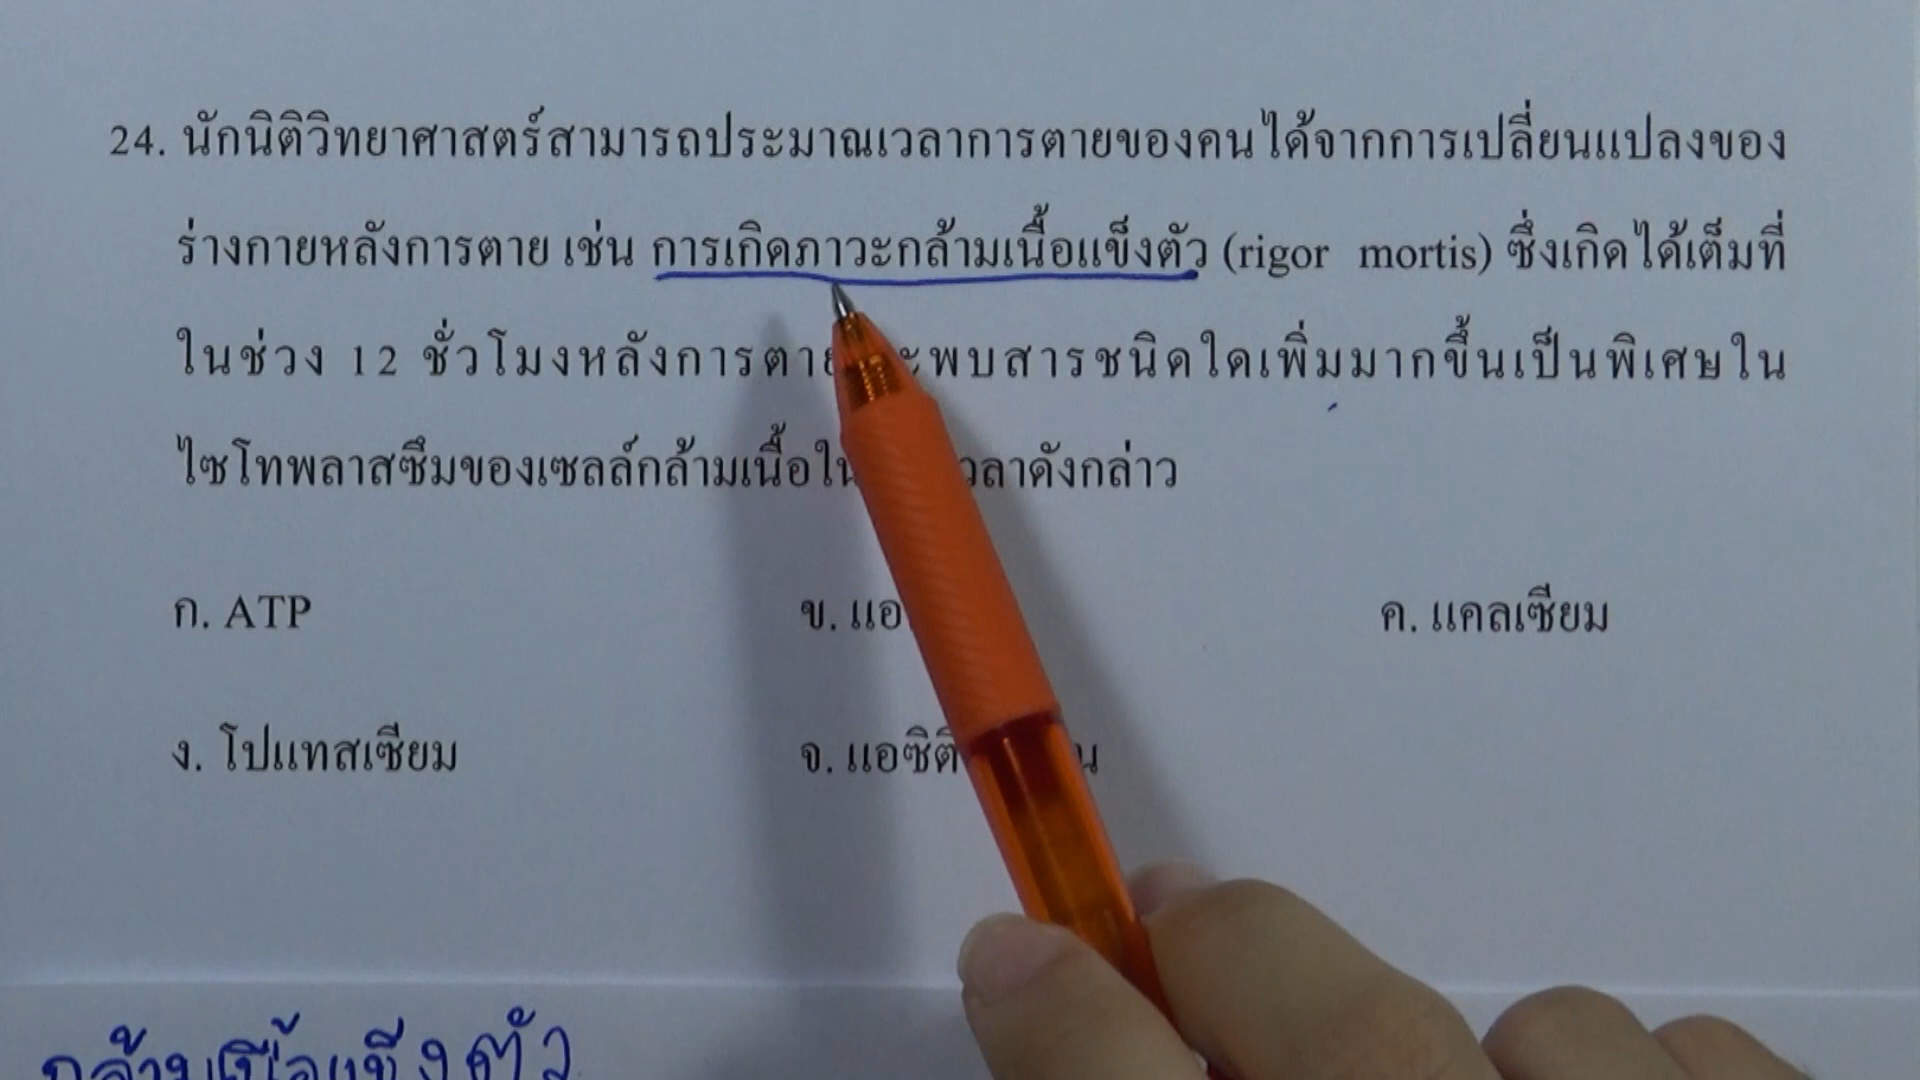 24. นักนิติวิทยาศาสตร์สามารถประมาณเวลาการตายของคนได้จากการเปลี่ยนแปลงของ
ร่างกายหลังการตาย เช่น การเกิดภาวะกล้ามเนื้อแข็งตัว (rigor mortis) ซึ่งเกิดได้เต็มที่
ในช่วง 12 ชั่วโมงหลังการตาย พบสารชนิดใดเพิ่มมากขึ้นเป็นพิเศษใน
ไซโทพลาสซึมของเซลล์กล้ามเนื้อใน ดังกล่าว
ก. ATP
ข.
ค. แคลเซียม
ง. โปแทสเซียม
จ.
กล้ามเนื้อแข็งตัว